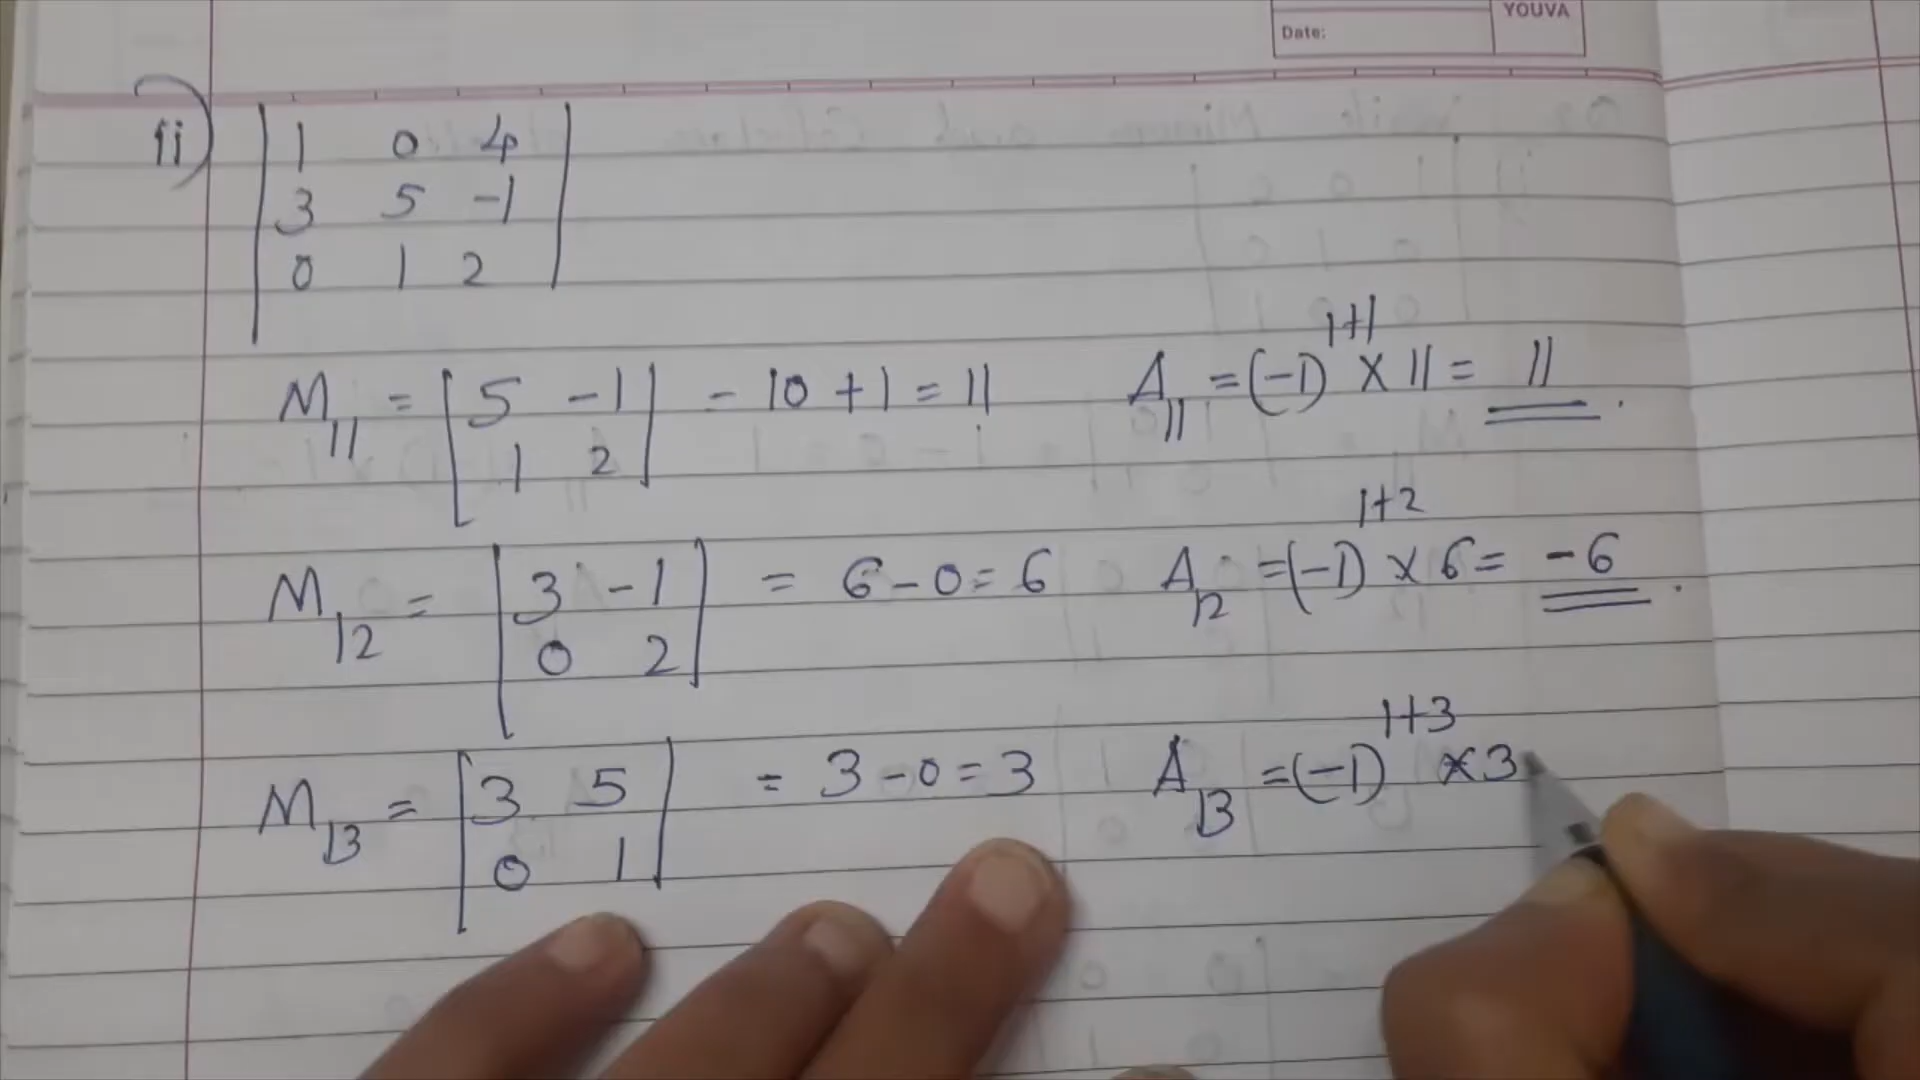 YOUVA
Date:
ii) | 1 0 4 |
| 3 5 -1 |
| 0 1 2 |
M₁₁ = | 5 -1 | - 10 + 1 = 11 A₁₁ = (-1)¹⁺¹ × 11 = 11.
| 1 2 |
M₁₂ = | 3 -1 | = 6 - 0 = 6 A₁₂ = (-1)¹⁺² × 6 = -6.
| 0 2 |
M₁₃ = | 3 5 | = 3 - 0 = 3 A₁₃ = (-1)¹⁺³ × 3
| 0 1 |